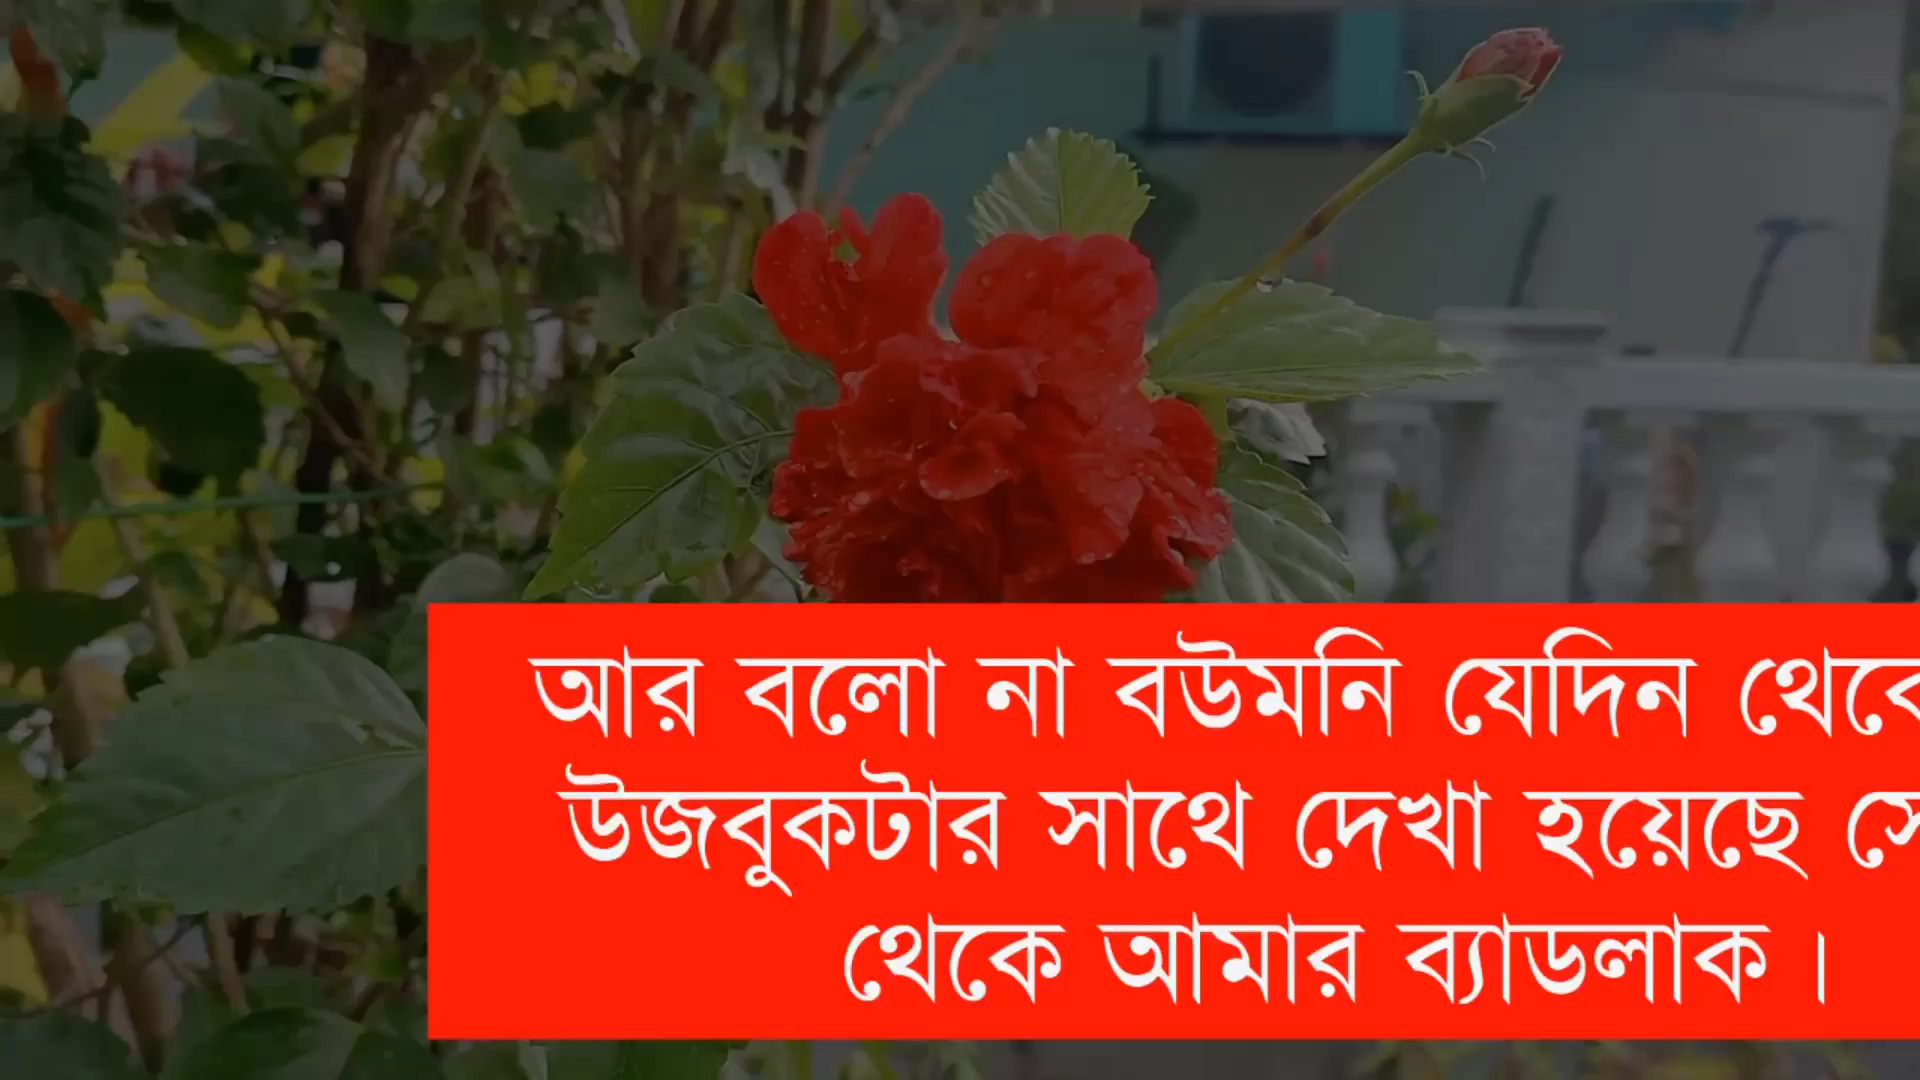 আর বলো না বউমনি যেদিন
উজবুকটার সাথে দেখা হয়েছে
থেকে আমার ব্যাডলাক।